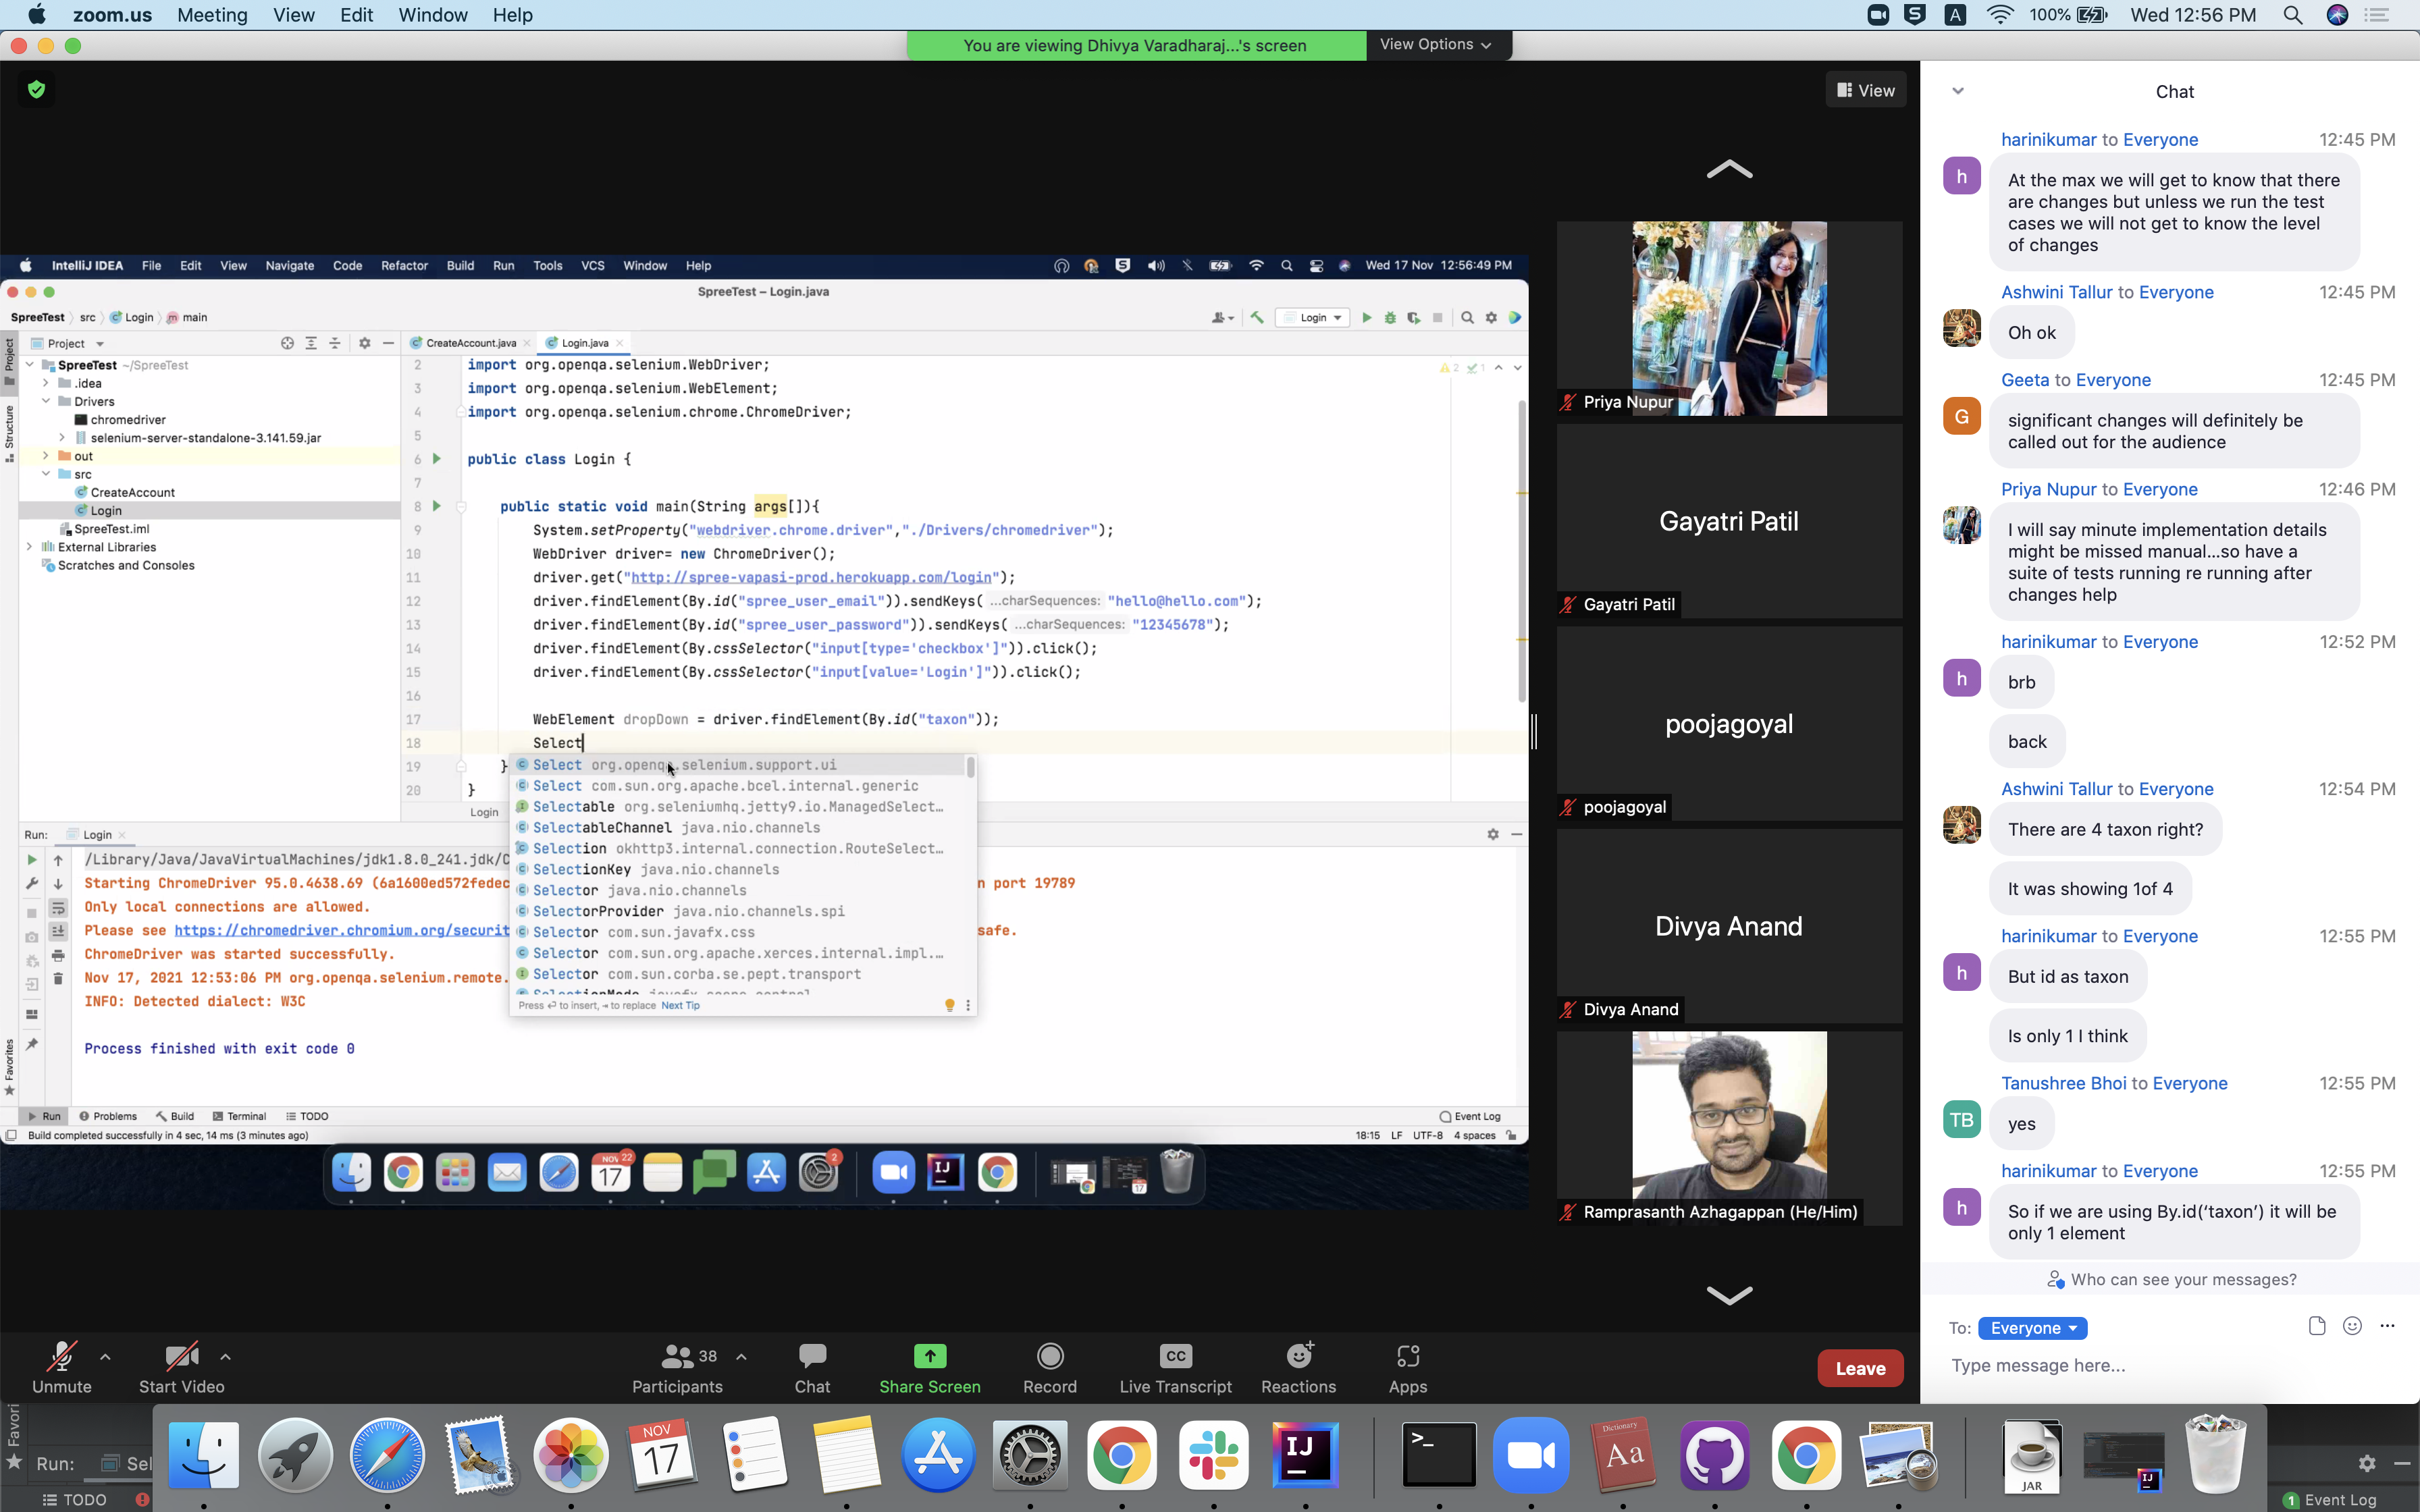 zoom.us Meeting View Edit Window Help
100% Wed 12:56 PM
You are viewing Dhivya Varadharaj...'s screen View Options
View
IntelliJ IDEA File Edit View Navigate Code Refactor Build Run Tools VCS Window Help
Wed 17 Nov 12:56:49 PM
SpreeTest – Login.java
SpreeTest src Login main
Login
Project
Project
Structure
Favorites
SpreeTest ~/SpreeTest
.idea
Drivers
chromedriver
selenium-server-standalone-3.141.59.jar
out
src
CreateAccount
Login
SpreeTest.iml
External Libraries
Scratches and Consoles
CreateAccount.java Login.java
2 1
2 import org.openqa.selenium.WebDriver;
3 import org.openqa.selenium.WebElement;
4 import org.openqa.selenium.chrome.ChromeDriver;
5
6 public class Login {
7
8 public static void main(String args[]){
9 System.setProperty("webdriver.chrome.driver","./Drivers/chromedriver");
10 WebDriver driver= new ChromeDriver();
11 driver.get("http://spree-vapasi-prod.herokuapp.com/login");
12 driver.findElement(By.id("spree_user_email")).sendKeys( ...charSequences: "hello@hello.com");
13 driver.findElement(By.id("spree_user_password")).sendKeys( ...charSequences: "12345678");
14 driver.findElement(By.cssSelector("input[type='checkbox']")).click();
15 driver.findElement(By.cssSelector("input[value='Login']")).click();
16
17 WebElement dropDown = driver.findElement(By.id("taxon"));
18 Select
19 }
20 }
Select org.openqa.selenium.support.ui
Select com.sun.org.apache.bcel.internal.generic
Selectable org.seleniumhq.jetty9.io.ManagedSelect...
SelectableChannel java.nio.channels
Selection okhttp3.internal.connection.RouteSelect...
SelectionKey java.nio.channels
Selector java.nio.channels
SelectorProvider java.nio.channels.spi
Selector com.sun.javafx.css
Selector com.sun.org.apache.xerces.internal.impl....
Selector com.sun.corba.se.pept.transport
Press ⏎ to insert, ⇥ to replace Next Tip
Login
Run: Login
/Library/Java/JavaVirtualMachines/jdk1.8.0_241.jdk/C
Starting ChromeDriver 95.0.4638.69 (6a1600ed572fedec n port 19789
Only local connections are allowed.
Please see https://chromedriver.chromium.org/securit safe.
ChromeDriver was started successfully.
Nov 17, 2021 12:53:06 PM org.openqa.selenium.remote.
INFO: Detected dialect: W3C
Process finished with exit code 0
Run Problems Build Terminal TODO Event Log
Build completed successfully in 4 sec, 14 ms (3 minutes ago) 18:15 LF UTF-8 4 spaces
NOV 22
17
2
IJ
17
Priya Nupur
Gayatri Patil
Gayatri Patil
poojagoyal
poojagoyal
Divya Anand
Divya Anand
Ramprasanth Azhagappan (He/Him)
Chat
harinikumar to Everyone 12:45 PM
h
At the max we will get to know that there
are changes but unless we run the test
cases we will not get to know the level
of changes
Ashwini Tallur to Everyone 12:45 PM
Oh ok
Geeta to Everyone 12:45 PM
G
significant changes will definitely be
called out for the audience
Priya Nupur to Everyone 12:46 PM
I will say minute implementation details
might be missed manual...so have a
suite of tests running re running after
changes help
harinikumar to Everyone 12:52 PM
h
brb
back
Ashwini Tallur to Everyone 12:54 PM
There are 4 taxon right?
It was showing 1of 4
harinikumar to Everyone 12:55 PM
h
But id as taxon
Is only 1 I think
Tanushree Bhoi to Everyone 12:55 PM
TB
yes
harinikumar to Everyone 12:55 PM
h
So if we are using By.id('taxon') it will be
only 1 element
Who can see your messages?
To: Everyone
Type message here...
Unmute Start Video 38 Participants Chat Share Screen Record CC Live Transcript Reactions Apps Leave
Favori
Run: Sel
NOV
17
IJ
>_
Dictionary
Aa
JAR
IJ
TODO
1 Event Log